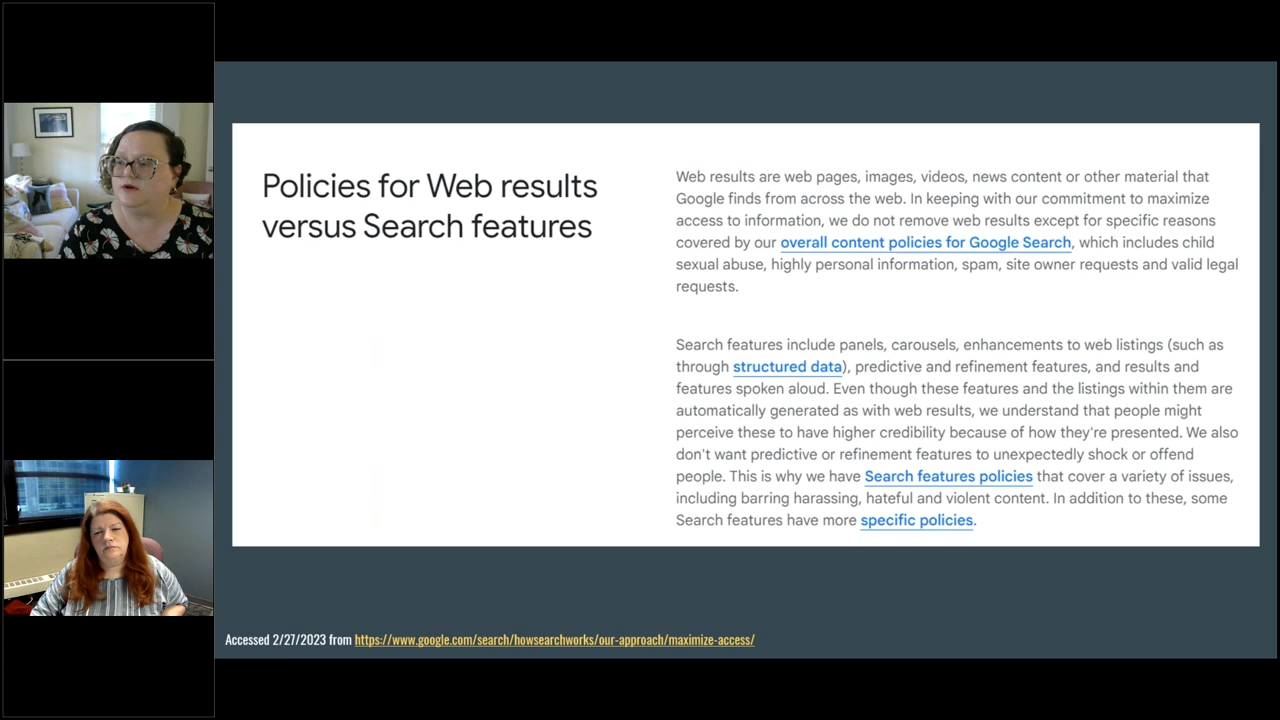 Policies for Web results
versus Search features
Web results are web pages, images, videos, news content or other material that
Google finds from across the web. In keeping with our commitment to maximize
access to information, we do not remove web results except for specific reasons
covered by our overall content policies for Google Search, which includes child
sexual abuse, highly personal information, spam, site owner requests and valid legal
requests.
Search features include panels, carousels, enhancements to web listings (such as
through structured data), predictive and refinement features, and results and
features spoken aloud. Even though these features and the listings within them are
automatically generated as with web results, we understand that people might
perceive these to have higher credibility because of how they're presented. We also
don't want predictive or refinement features to unexpectedly shock or offend
people. This is why we have Search features policies that cover a variety of issues,
including barring harassing, hateful and violent content. In addition to these, some
Search features have more specific policies.
Accessed 2/27/2023 from https://www.google.com/search/howsearchworks/our-approach/maximize-access/